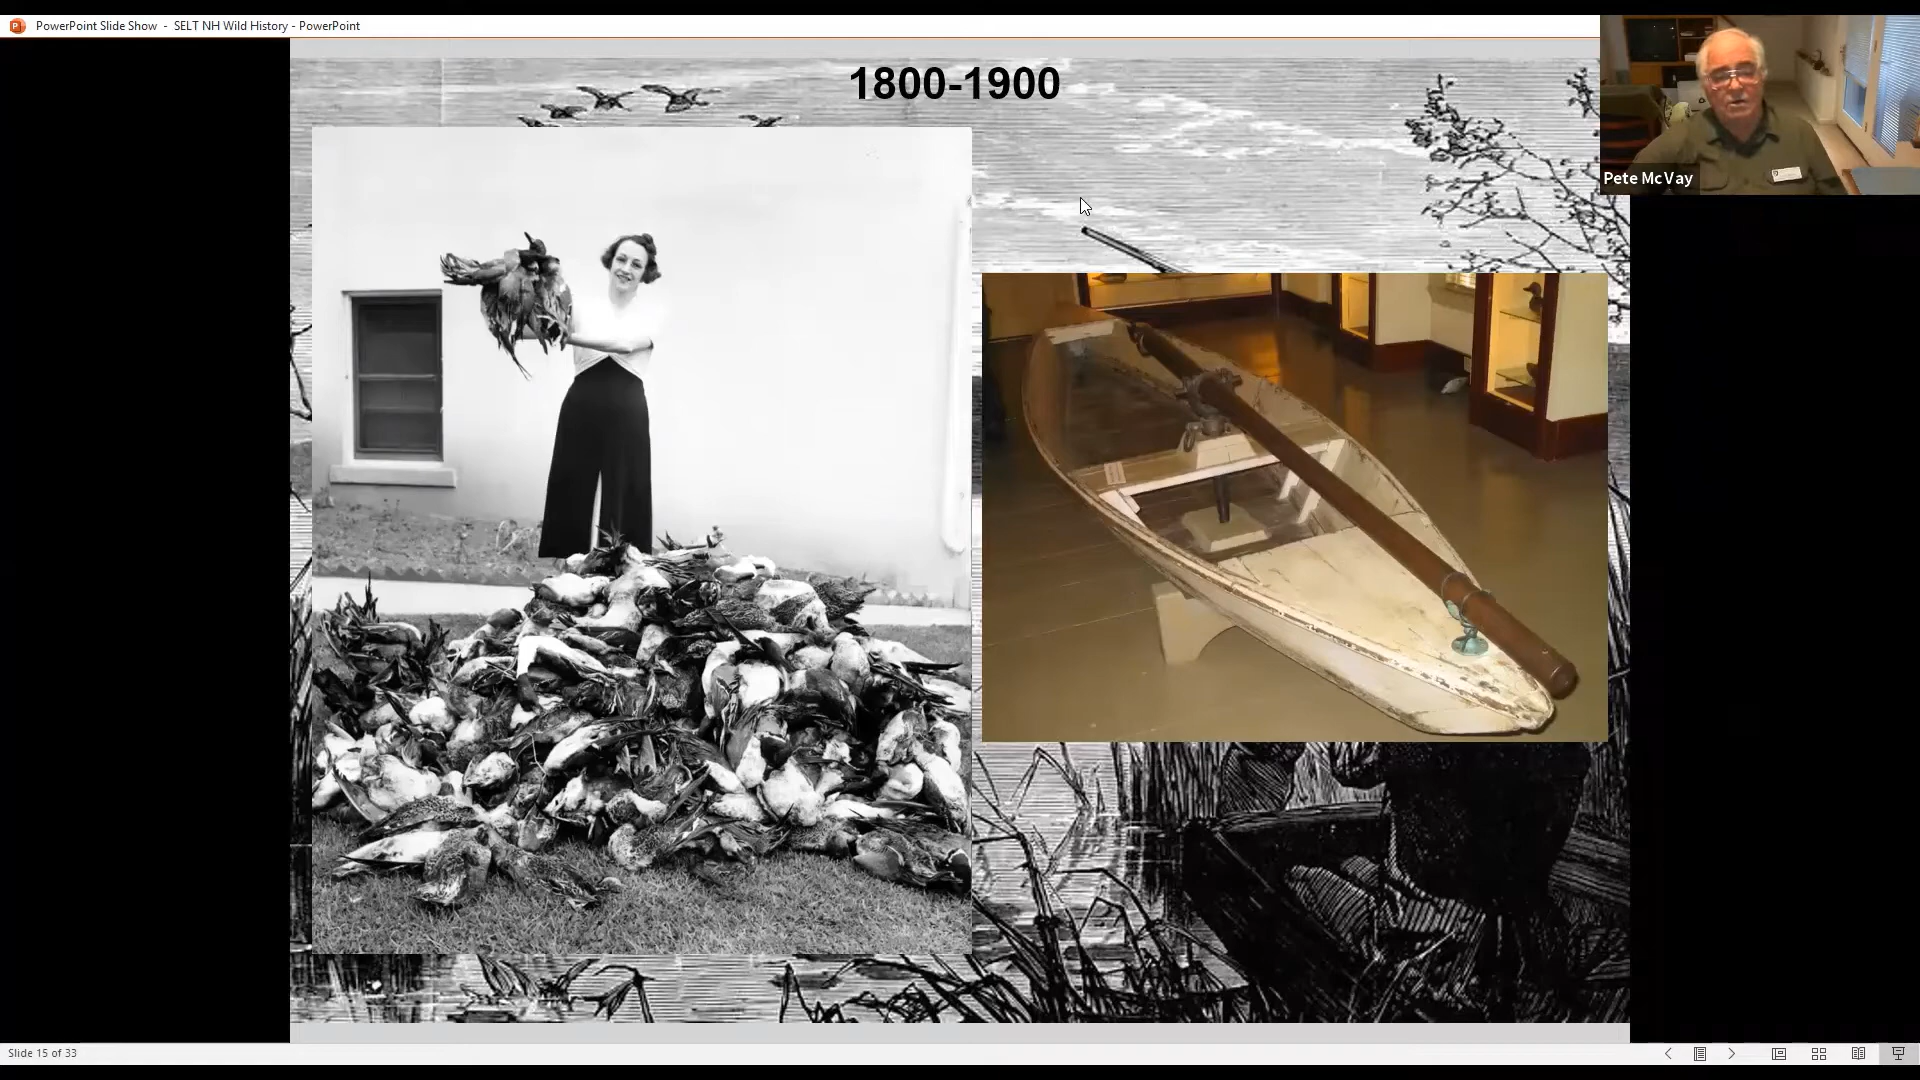 PowerPoint Slide Show - SELT NH Wild History - PowerPoint
1800-1900
Pete McVay
Slide 15 of 33